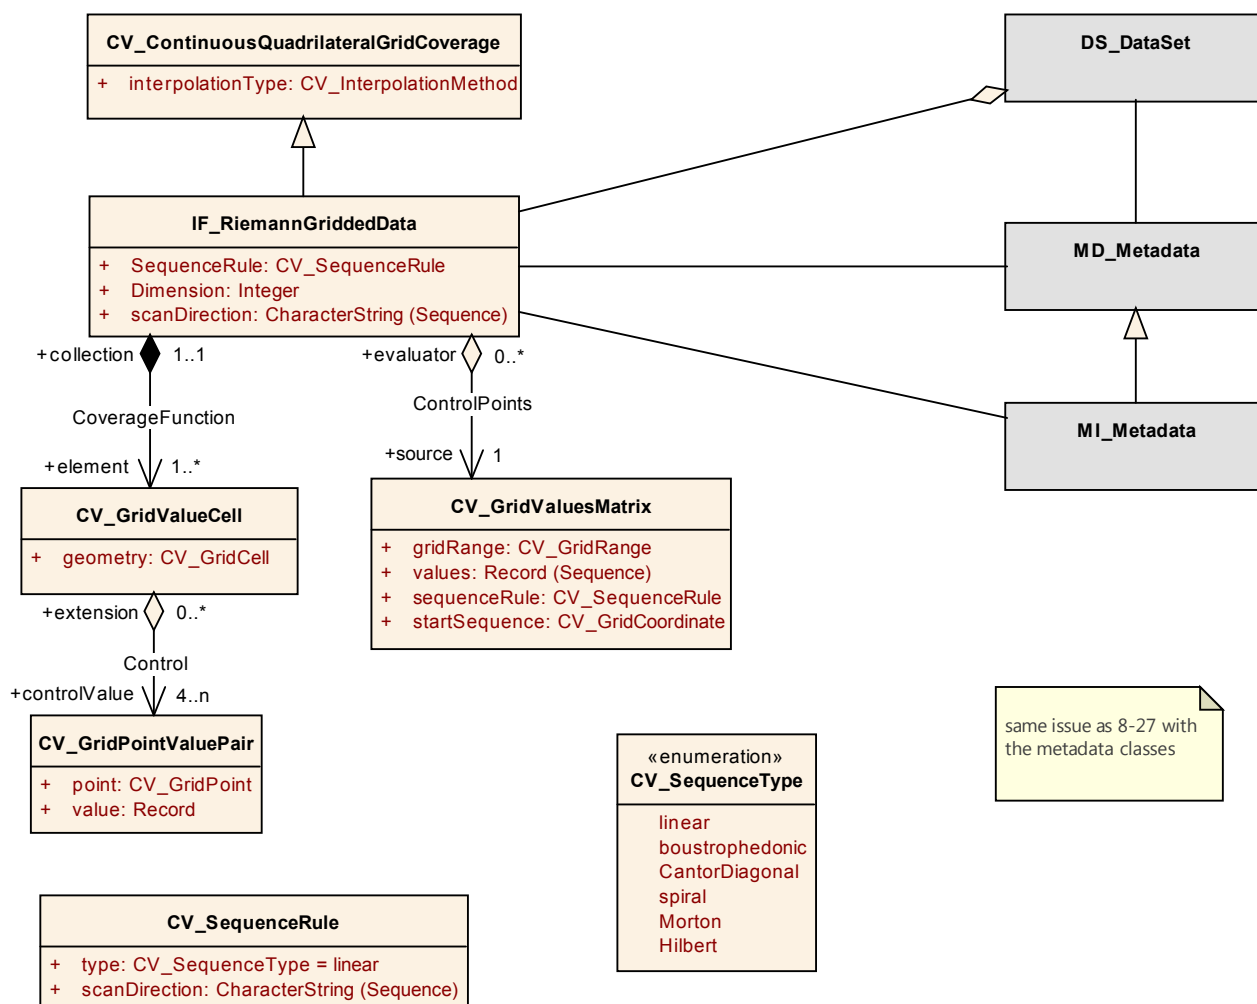 CV_ContinuousQuadrilateralGridCoverage
+ interpolationType: CV_InterpolationMethod
DS_DataSet
IF_RiemannGriddedData
+ SequenceRule: CV_SequenceRule
+ Dimension: Integer
+ scanDirection: CharacterString (Sequence)
MD_Metadata
+collection 1..1
+evaluator 0..*
CoverageFunction
ControlPoints
MI_Metadata
+element 1..*
+source 1
CV_GridValueCell
+ geometry: CV_GridCell
CV_GridValuesMatrix
+ gridRange: CV_GridRange
+ values: Record (Sequence)
+ sequenceRule: CV_SequenceRule
+ startSequence: CV_GridCoordinate
+extension 0..*
Control
+controlValue 4..n
CV_GridPointValuePair
+ point: CV_GridPoint
+ value: Record
same issue as 8-27 with
the metadata classes
«enumeration»
CV_SequenceType
linear
boustrophedonic
CantorDiagonal
spiral
Morton
Hilbert
CV_SequenceRule
+ type: CV_SequenceType = linear
+ scanDirection: CharacterString (Sequence)